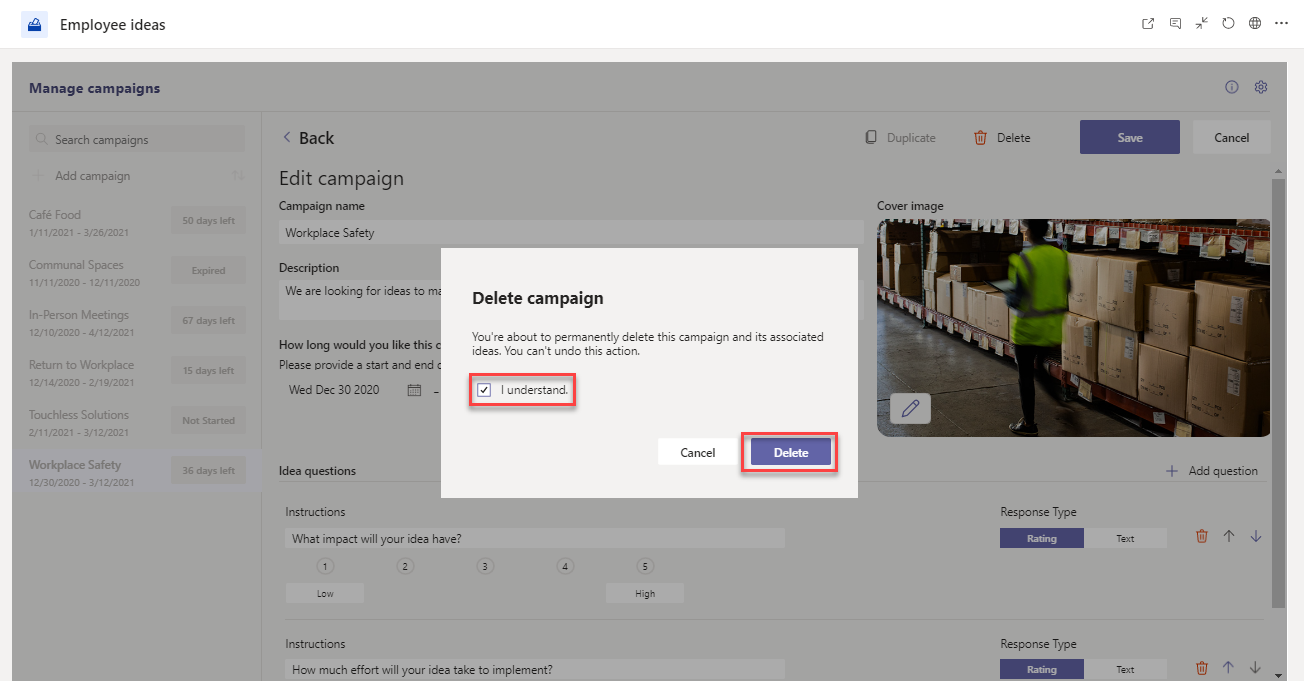 Employee ideas
Manage campaigns
Search campaigns
Add campaign
Café Food
1/11/2021 - 3/26/2021
50 days left
Communal Spaces
11/11/2020 - 12/11/2020
Expired
In-Person Meetings
12/10/2020 - 4/12/2021
67 days left
Return to Workplace
12/14/2020 - 2/19/2021
15 days left
Touchless Solutions
2/11/2021 - 3/12/2021
Not Started
Workplace Safety
12/30/2020 - 3/12/2021
36 days left
Back
Duplicate
Delete
Save
Cancel
Edit campaign
Campaign name
Workplace Safety
Cover image
Description
We are looking for ideas to ma
How long would you like this c
Please provide a start and end d
Wed Dec 30 2020
–
Delete campaign
You're about to permanently delete this campaign and its associated
ideas. You can't undo this action.
I understand.
Cancel
Delete
Idea questions
Add question
Instructions
Response Type
What impact will your idea have?
Rating
Text
1
2
3
4
5
Low
High
Instructions
Response Type
How much effort will your idea take to implement?
Rating
Text